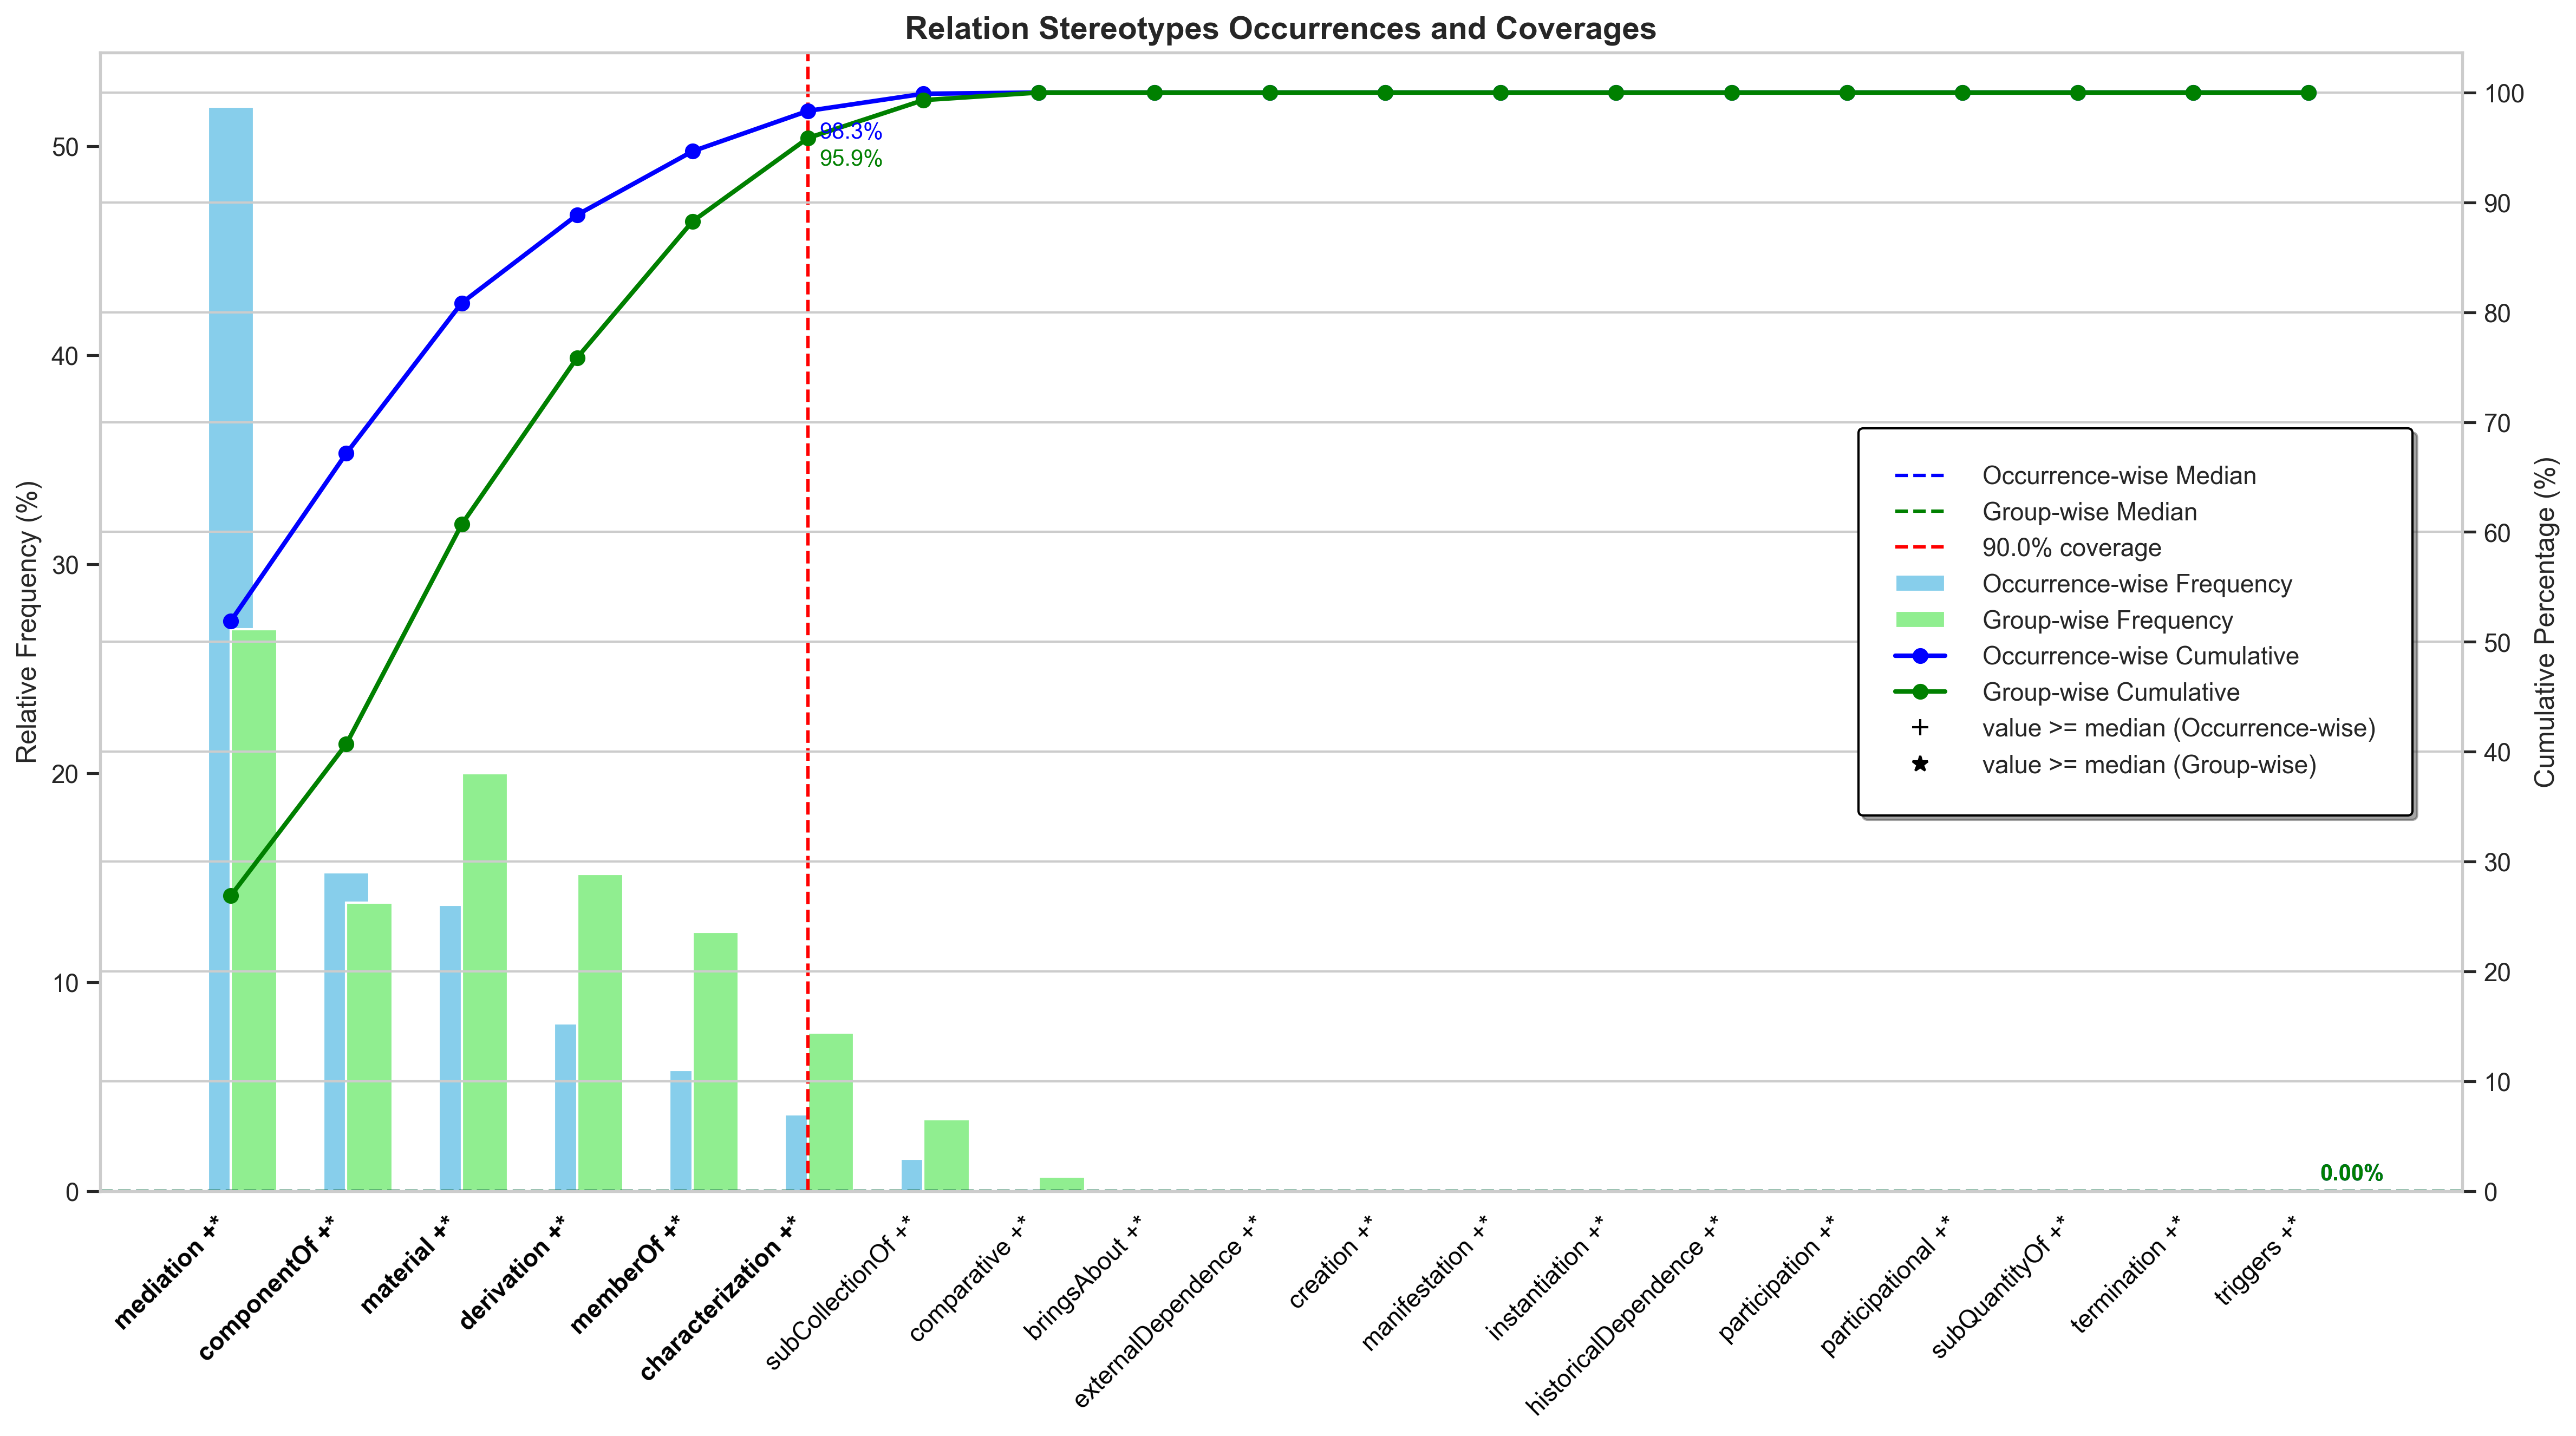 Relation Stereotypes Occurrences and Coverages
Relative Frequency (%)
50
40
30
20
10
0
98.3%
95.9%
0.00%
100
90
80
70
60
50
40
30
20
10
0
Cumulative Percentage (%)
Occurrence-wise Median
Group-wise Median
90.0% coverage
Occurrence-wise Frequency
Group-wise Frequency
Occurrence-wise Cumulative
Group-wise Cumulative
value >= median (Occurrence-wise)
value >= median (Group-wise)
mediation +*
componentOf +*
material +*
derivation +*
memberOf +*
characterization +*
subCollectionOf +*
comparative +*
bringsAbout +*
externalDependence +*
creation +*
manifestation +*
instantiation +*
historicalDependence +*
participation +*
participational +*
subQuantityOf +*
termination +*
triggers +*